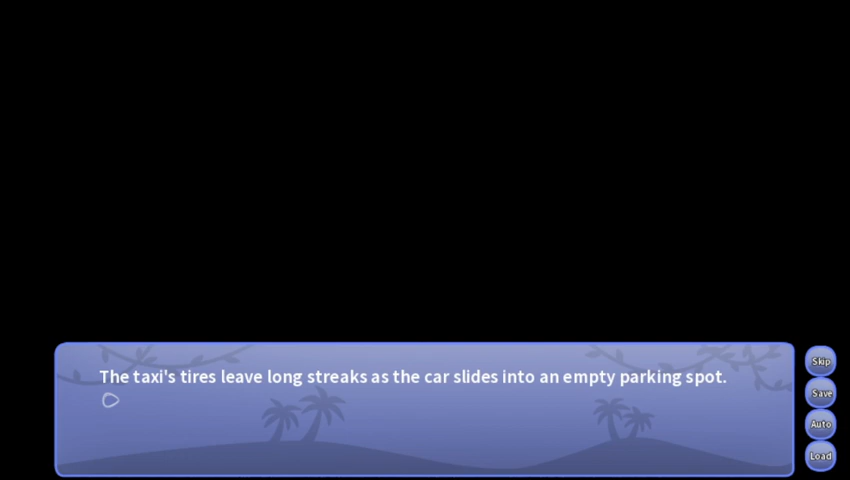 The taxi's tires leave long streaks as the car slides into an empty parking spot.
Skip
Save
Auto
Load